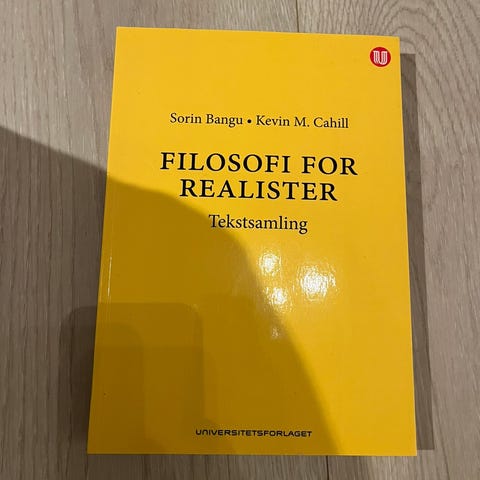 Sorin Bangu • Kevin M. Cahill
FILOSOFI FOR
REALISTER
Tekstsamling
UNIVERSITETSFORLAGET